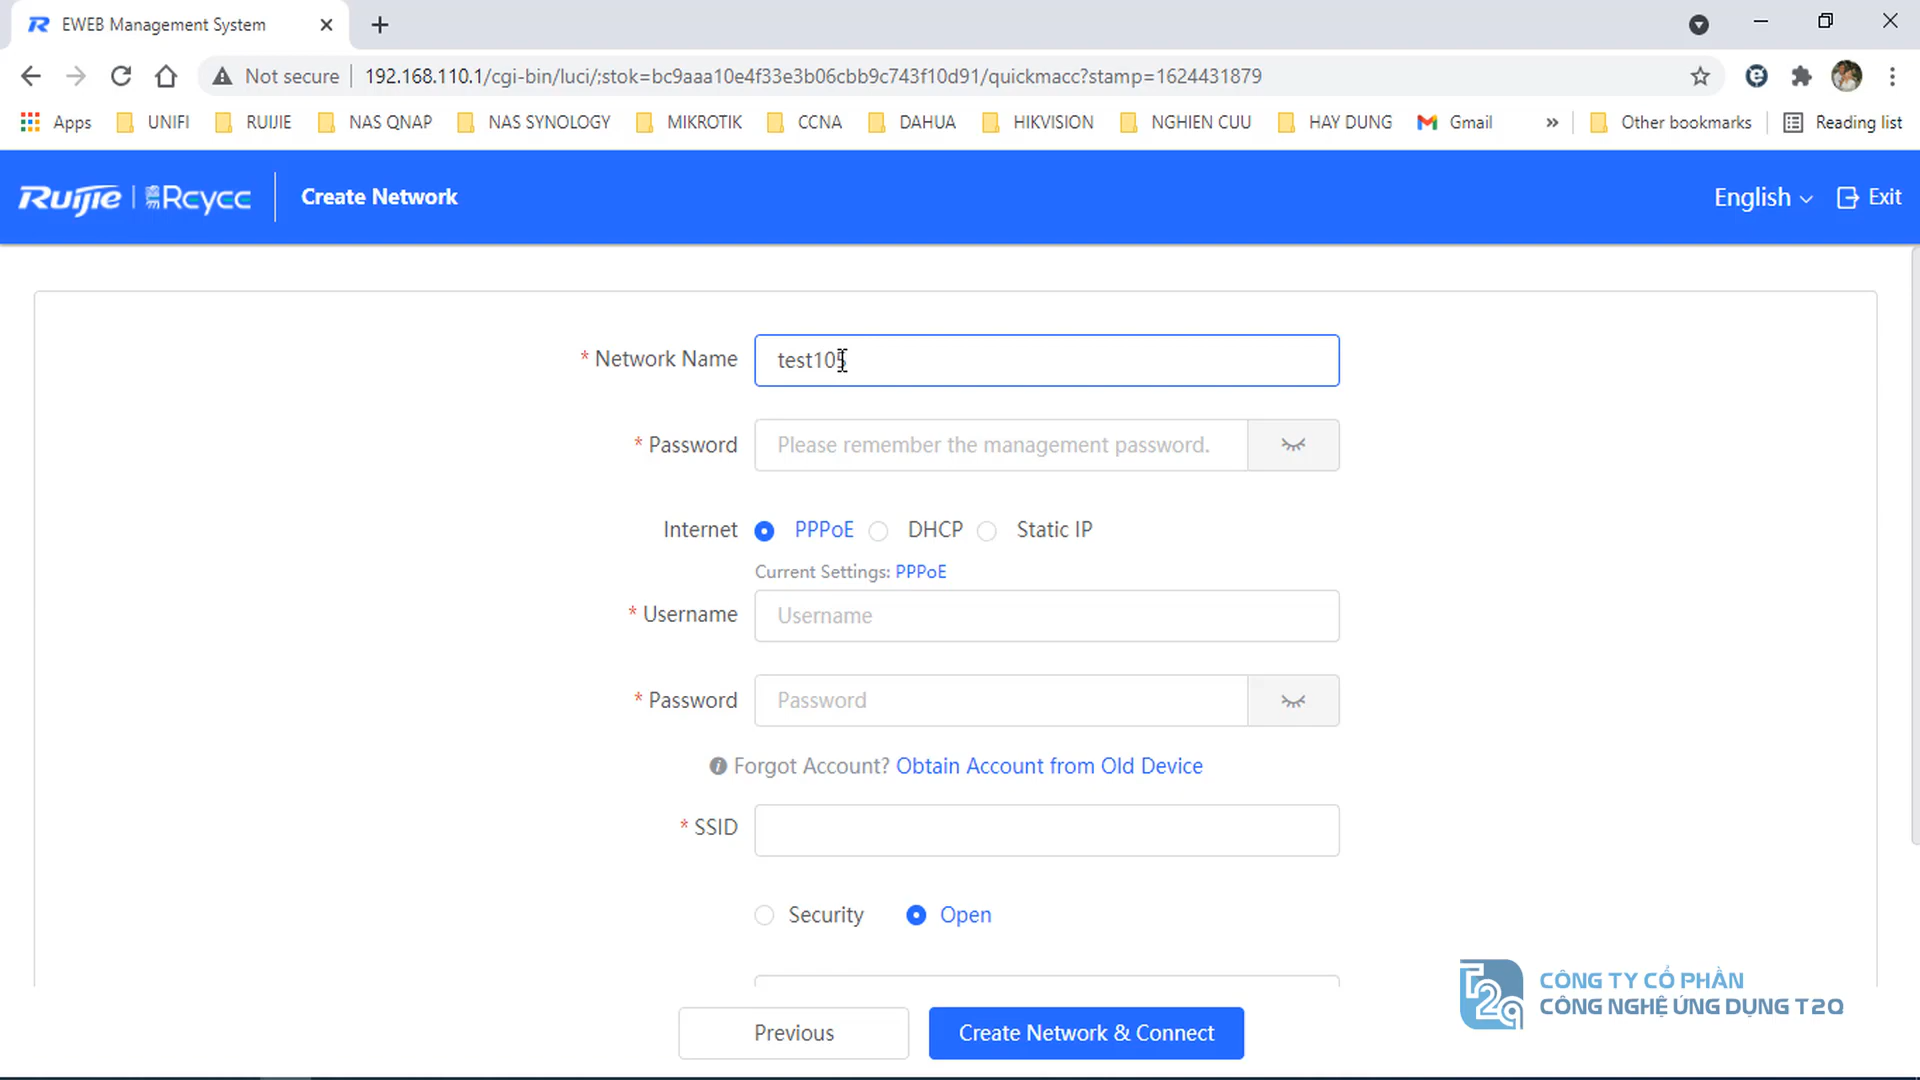 EWEB Management System
Not secure
192.168.110.1/cgi-bin/luci/;stok=bc9aaa10e4f33e3b06cbb9c743f10d91/quickmacc?stamp=1624431879
Apps UNIFI RUIJIE NAS QNAP NAS SYNOLOGY MIKROTIK CCNA DAHUA HIKVISION NGHIEN CUU HAY DUNG Gmail » Other bookmarks Reading list
Ruijie | Reyee Create Network English Exit
* Network Name test105
* Password Please remember the management password.
Internet PPPoE DHCP Static IP
Current Settings: PPPoE
* Username Username
* Password Password
Forgot Account? Obtain Account from Old Device
* SSID
Security Open
Previous Create Network & Connect
T2Q
CÔNG TY CỔ PHẦN
CÔNG NGHỆ ỨNG DỤNG T2Q